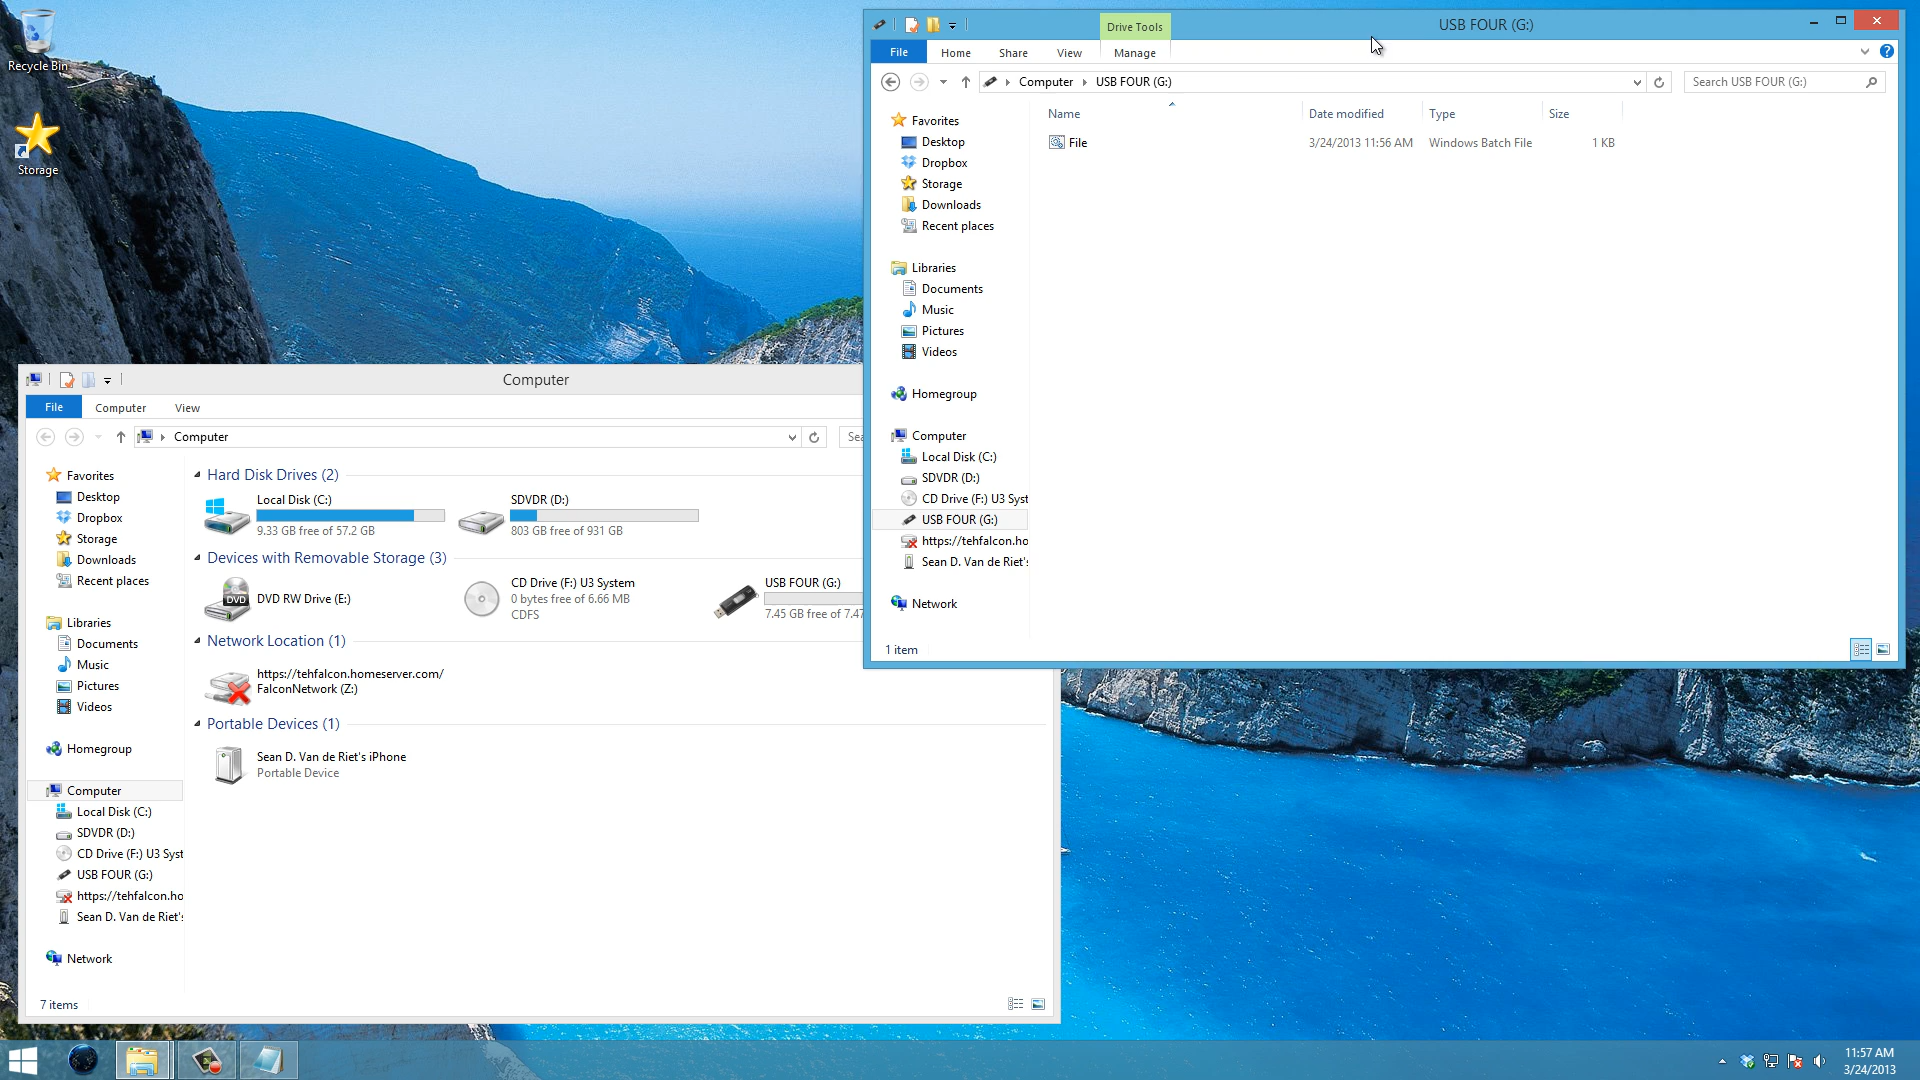 Recycle Bin
Storage
Drive Tools
USB FOUR (G:)
File
Home
Share
View
Manage
Computer
USB FOUR (G:)
Search USB FOUR (G:)
Name
Date modified
Type
Size
File
3/24/2013 11:56 AM
Windows Batch File
1 KB
Favorites
Desktop
Dropbox
Storage
Downloads
Recent places
Libraries
Documents
Music
Pictures
Videos
Homegroup
Computer
Local Disk (C:)
SDVDR (D:)
CD Drive (F:) U3 Syst
USB FOUR (G:)
https://tehfalcon.ho
Sean D. Van de Riet's
Network
1 item
Computer
File
Computer
View
Computer
Sea
Favorites
Desktop
Dropbox
Storage
Downloads
Recent places
Libraries
Documents
Music
Pictures
Videos
Homegroup
Computer
Local Disk (C:)
SDVDR (D:)
CD Drive (F:) U3 Syst
USB FOUR (G:)
https://tehfalcon.ho
Sean D. Van de Riet's
Network
Hard Disk Drives (2)
Local Disk (C:)
9.33 GB free of 57.2 GB
SDVDR (D:)
803 GB free of 931 GB
Devices with Removable Storage (3)
DVD
DVD RW Drive (E:)
CD Drive (F:) U3 System
0 bytes free of 6.66 MB
CDFS
USB FOUR (G:)
7.45 GB free of 7.47
Network Location (1)
https://tehfalcon.homeserver.com/
FalconNetwork (Z:)
Portable Devices (1)
Sean D. Van de Riet's iPhone
Portable Device
7 items
11:57 AM
3/24/2013